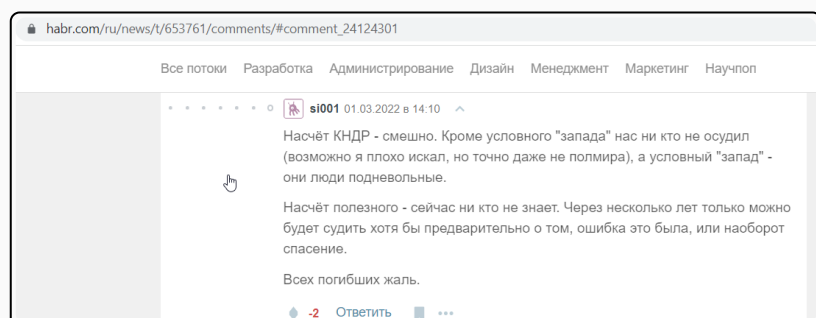 habr.com/ru/news/t/653761/comments/#comment_24124301
Все потоки Разработка Администрирование Дизайн Менеджмент Маркетинг Научпоп
si001 01.03.2022 в 14:10
Насчёт КНДР - смешно. Кроме условного "запада" нас ни кто не осудил
(возможно я плохо искал, но точно даже не полмира), а условный "запад" -
они люди подневольные.
Насчёт полезного - сейчас ни кто не знает. Через несколько лет только можно
будет судить хотя бы предварительно о том, ошибка это была, или наоборот
спасение.
Всех погибших жаль.
-2 Ответить